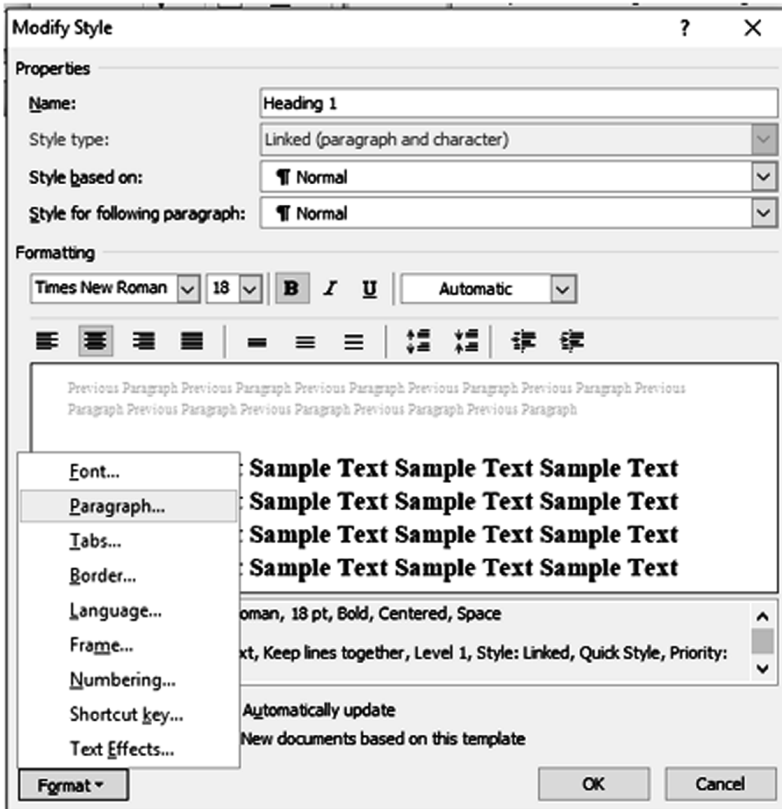 Modify Style
?
Properties
Name:
Heading 1
Style type:
Linked (paragraph and character)
Style based on:
¶ Normal
Style for following paragraph:
¶ Normal
Formatting
Times New Roman 18 B I U Automatic
Previous Paragraph Previous Paragraph Previous Paragraph Previous Paragraph Previous Paragraph Previous
Paragraph Previous Paragraph Previous Paragraph Previous Paragraph Previous Paragraph
Font...
Sample Text Sample Text Sample Text
Paragraph...
Sample Text Sample Text Sample Text
Tabs...
Sample Text Sample Text Sample Text
Border...
Sample Text Sample Text Sample Text
Language...
oman, 18 pt, Bold, Centered, Space
Frame...
xt, Keep lines together, Level 1, Style: Linked, Quick Style, Priority:
Numbering...
Shortcut key...
Automatically update
Text Effects...
New documents based on this template
Format
OK
Cancel